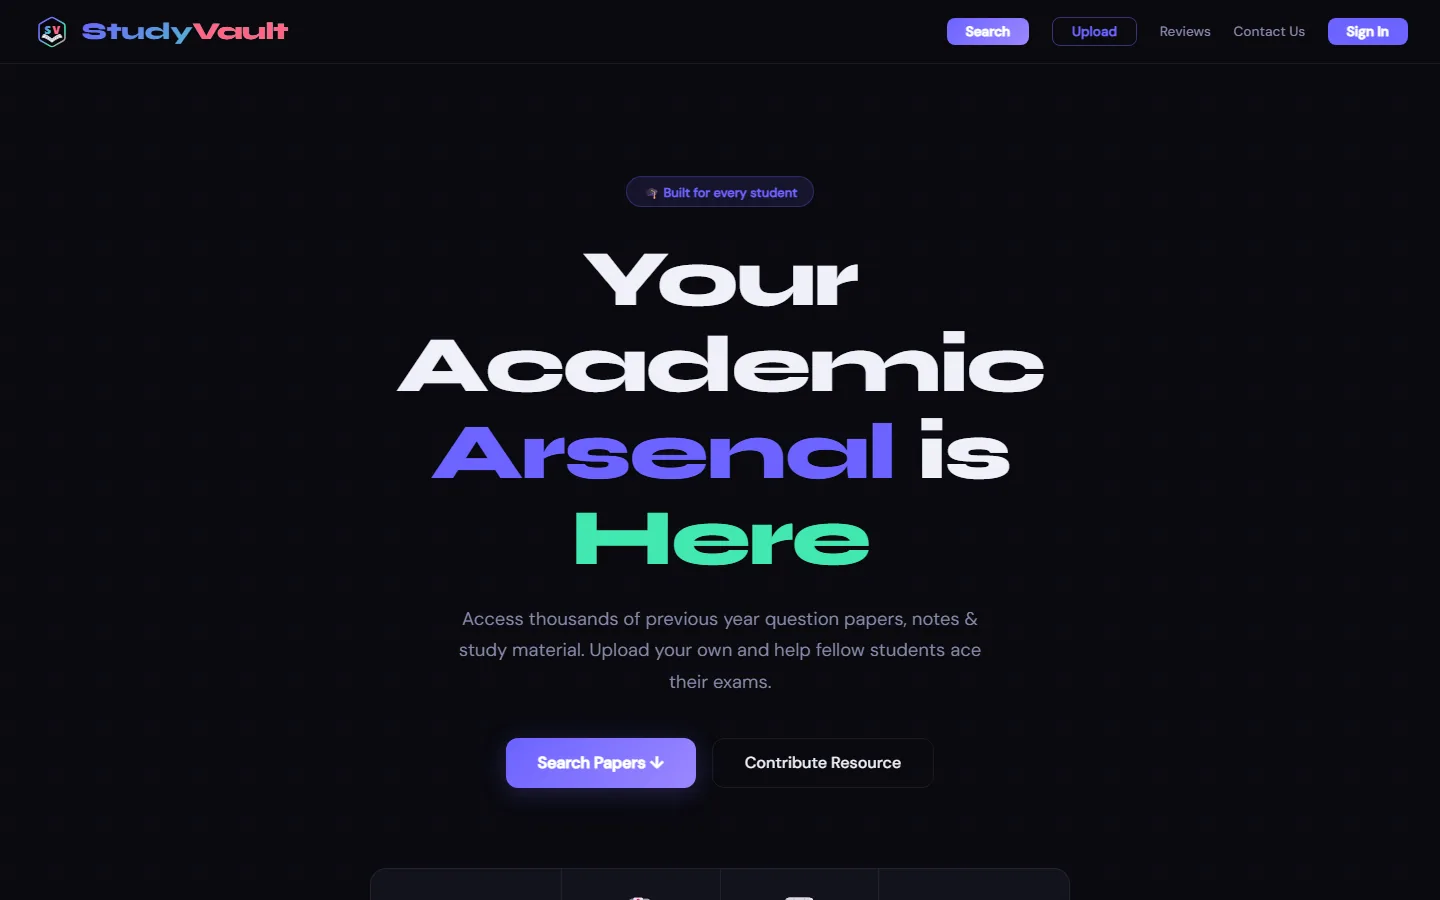 SV
StudyVault
Search
Upload
Reviews
Contact Us
Sign In
Built for every student
Your
Academic
Arsenal is
Here
Access thousands of previous year question papers, notes &
study material. Upload your own and help fellow students ace
their exams.
Search Papers ↓
Contribute Resource